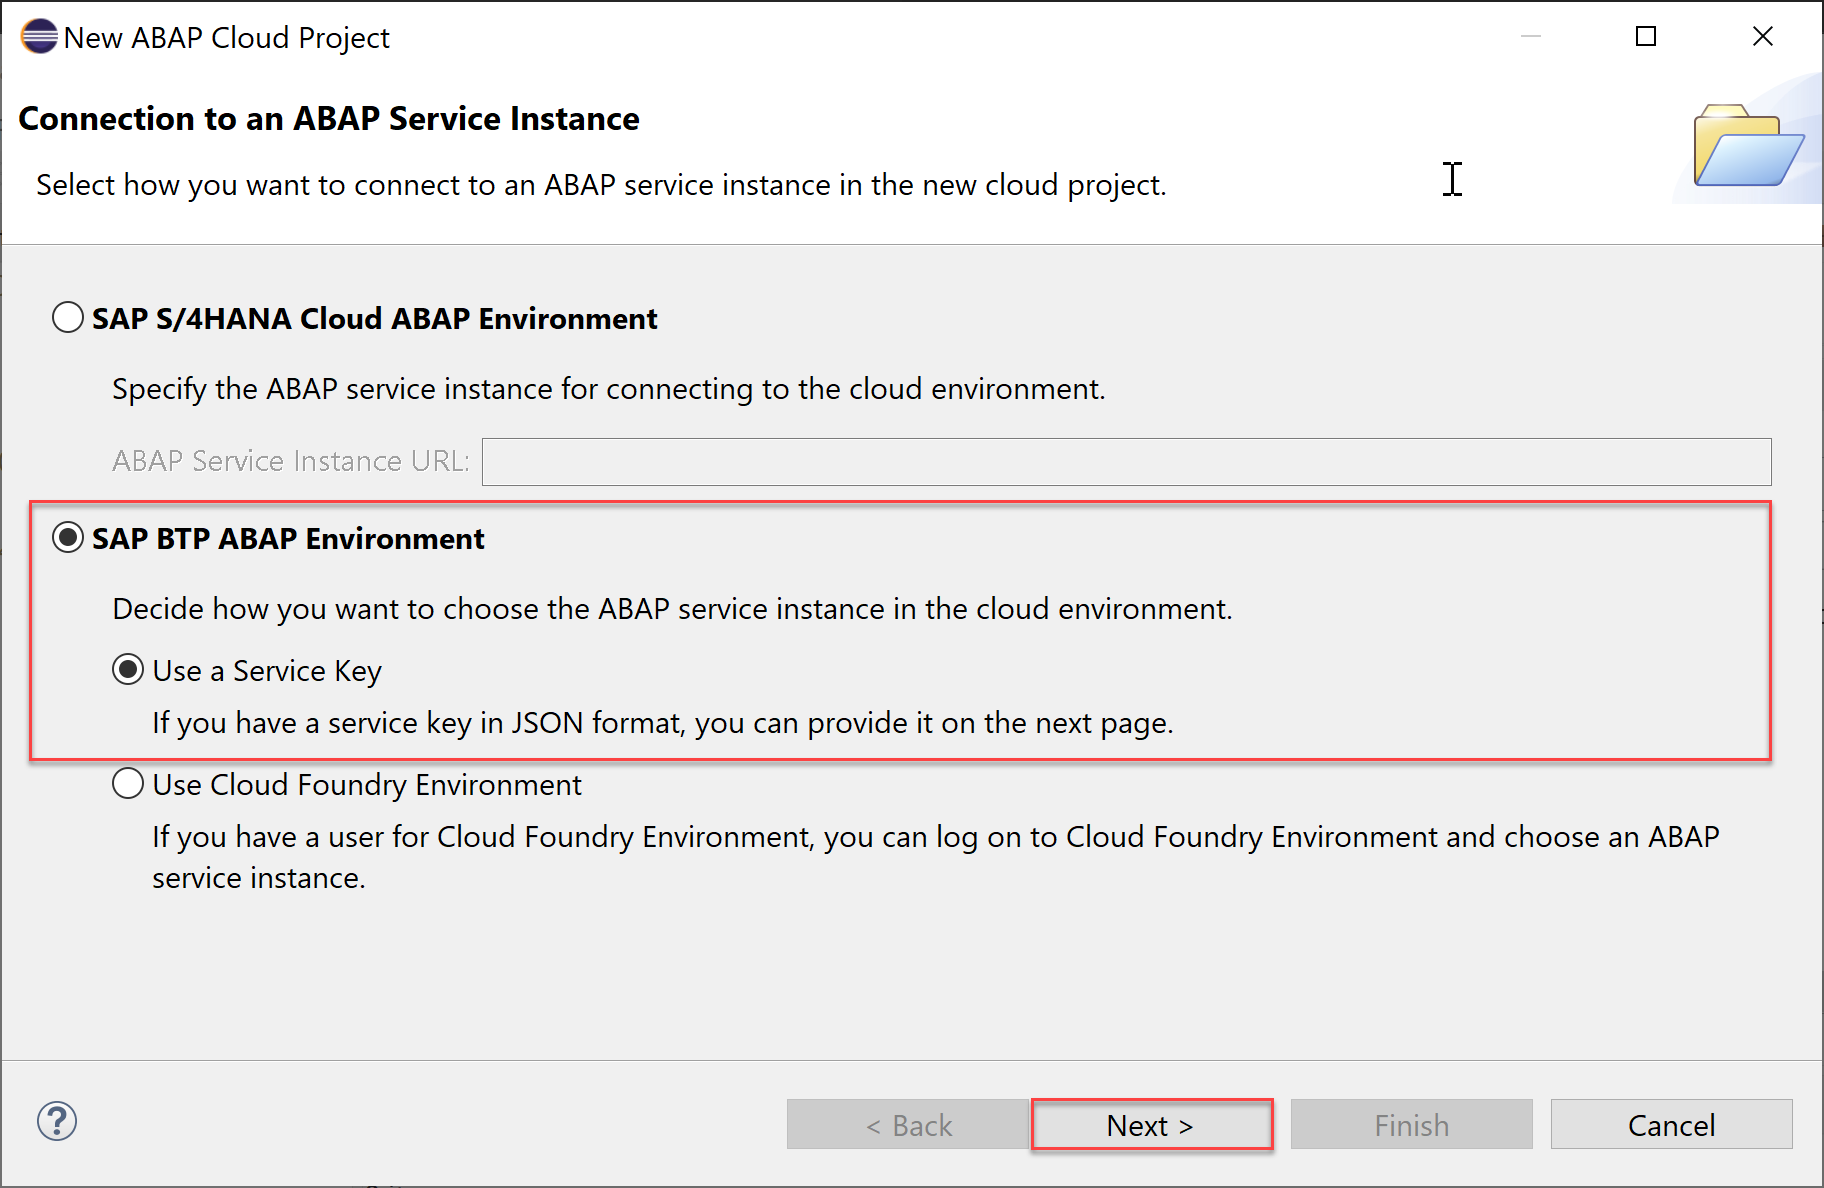 New ABAP Cloud Project
Connection to an ABAP Service Instance
Select how you want to connect to an ABAP service instance in the new cloud project.
SAP S/4HANA Cloud ABAP Environment
Specify the ABAP service instance for connecting to the cloud environment.
ABAP Service Instance URL:
SAP BTP ABAP Environment
Decide how you want to choose the ABAP service instance in the cloud environment.
Use a Service Key
If you have a service key in JSON format, you can provide it on the next page.
Use Cloud Foundry Environment
If you have a user for Cloud Foundry Environment, you can log on to Cloud Foundry Environment and choose an ABAP
service instance.
?
< Back
Next >
Finish
Cancel